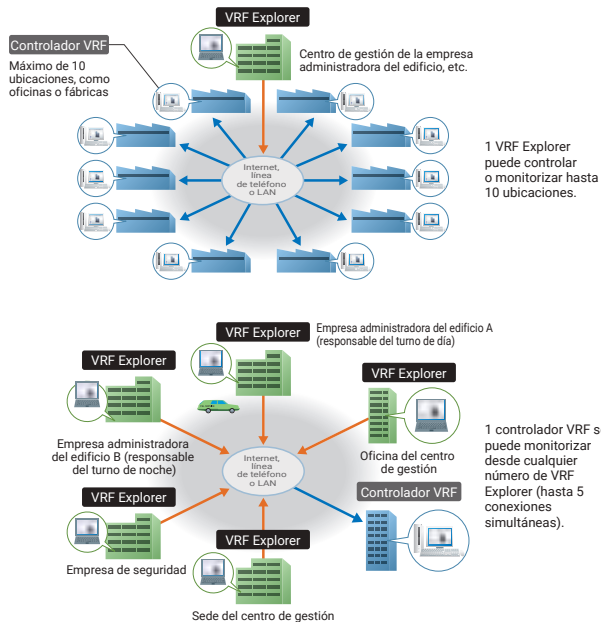 VRF Explorer
Controlador VRF
Máximo de 10
ubicaciones, como
oficinas o fábricas
Centro de gestión de la empresa
administradora del edificio, etc.
Internet,
línea
de teléfono
o LAN
1 VRF Explorer
puede controlar
o monitorizar hasta
10 ubicaciones.
VRF Explorer
Empresa administradora del edificio A
(responsable del turno de día)
VRF Explorer
Empresa administradora
del edificio B (responsable
del turno de noche)
VRF Explorer
Oficina del centro
de gestión
Internet,
línea
de teléfono
o LAN
Controlador VRF
VRF Explorer
Empresa de seguridad
VRF Explorer
Sede del centro de gestión
1 controlador VRF s
puede monitorizar
desde cualquier
número de VRF
Explorer (hasta 5
conexiones
simultáneas).